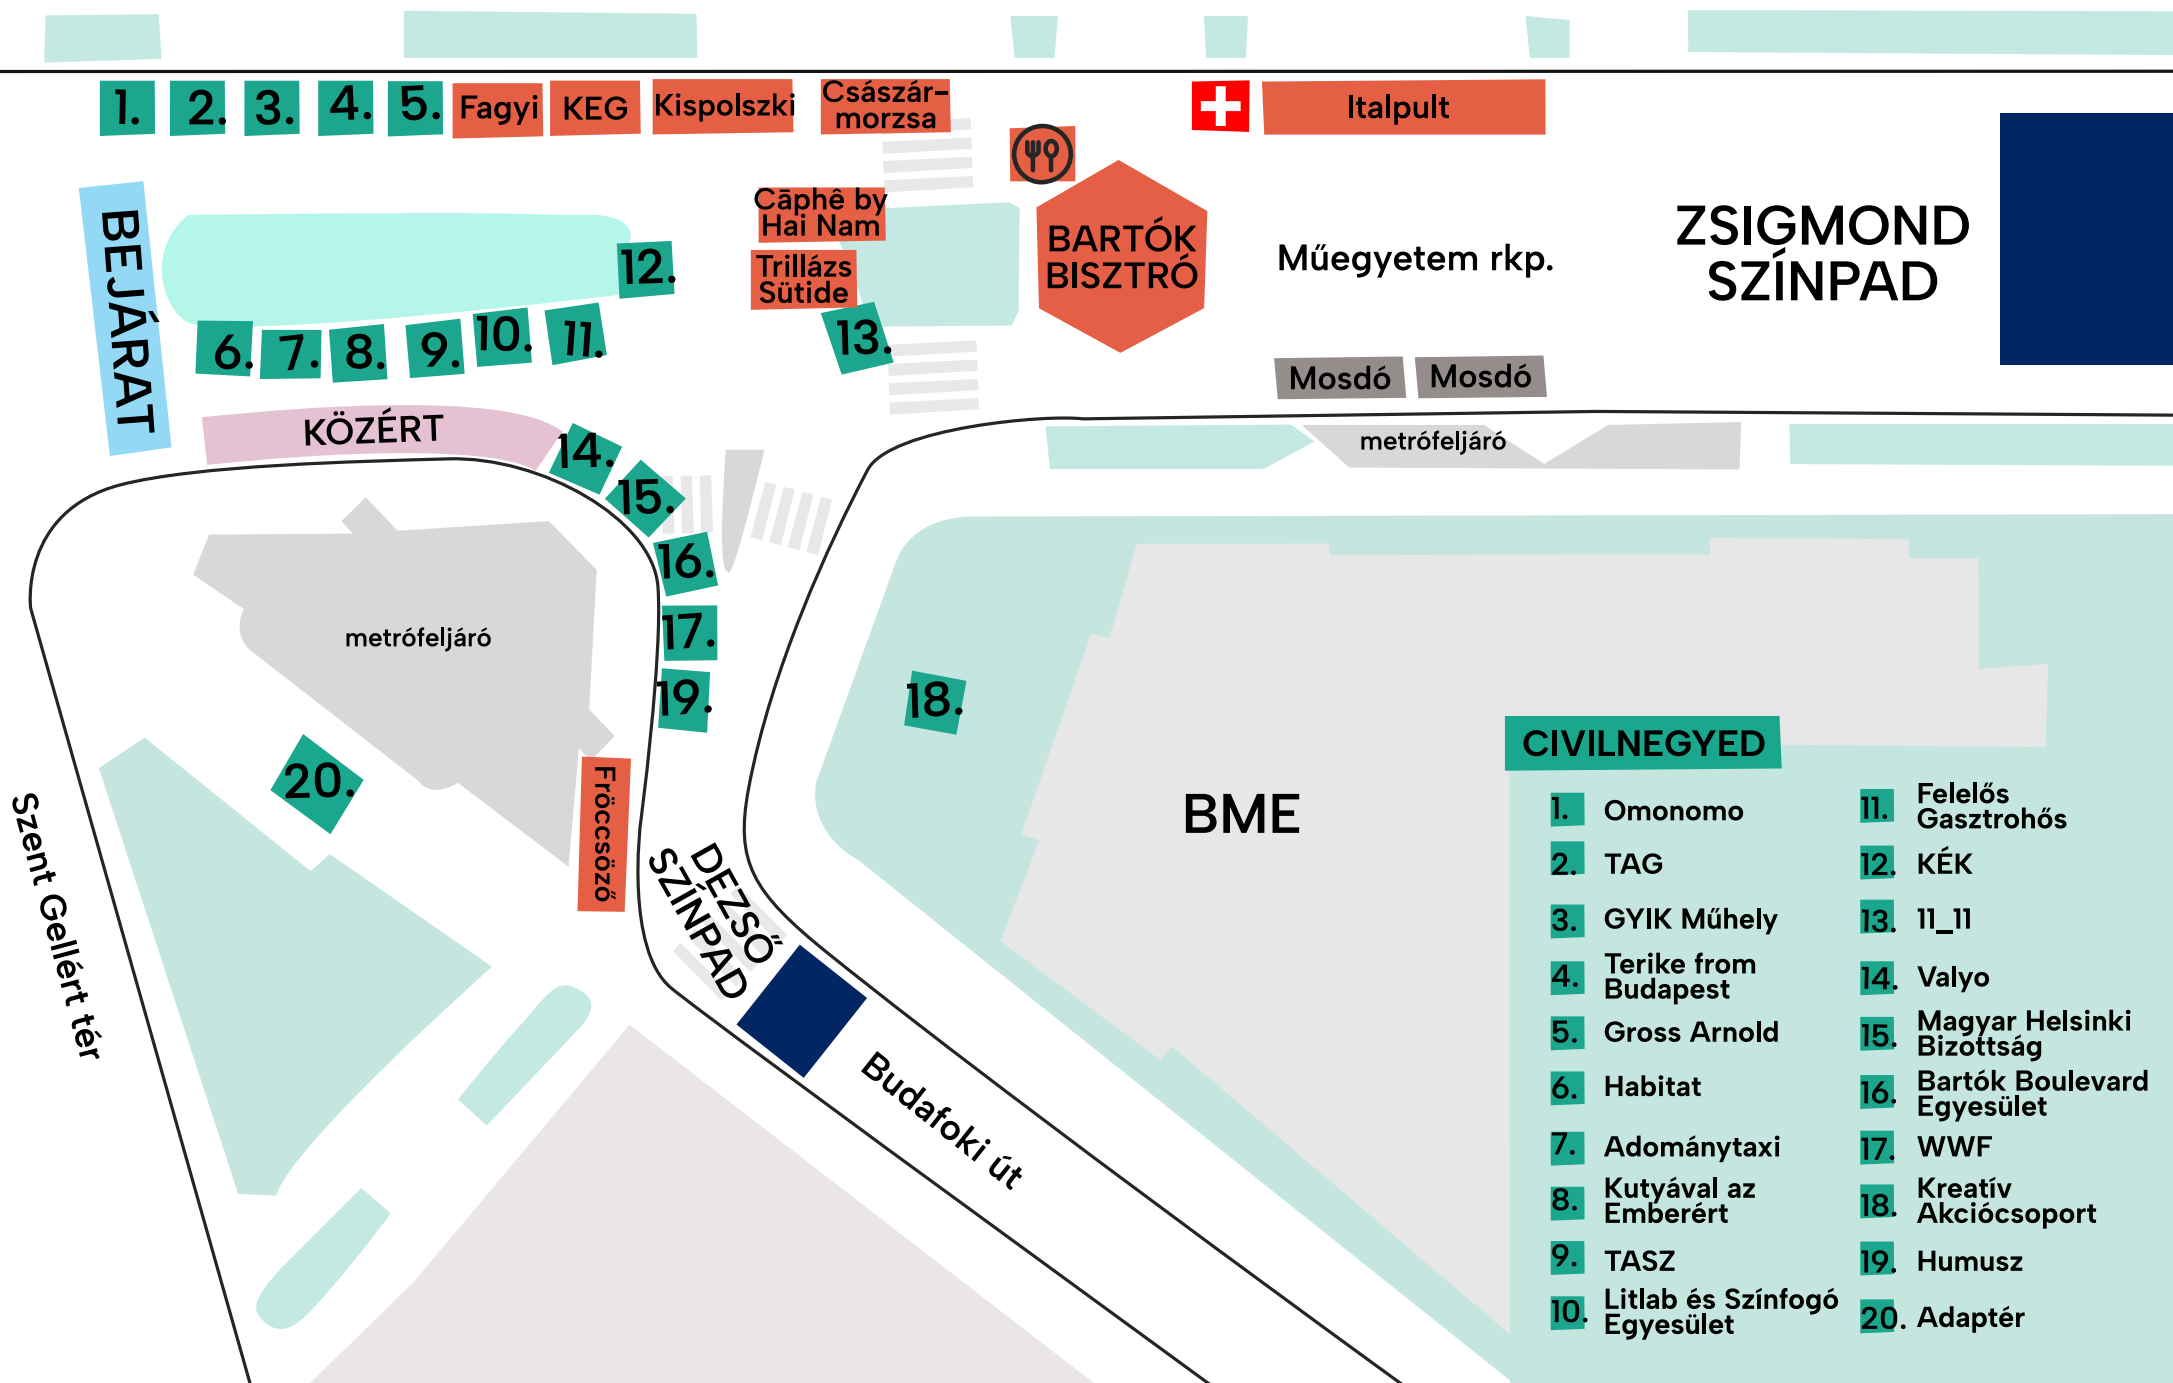 1.
2.
3.
4.
5.
Fagyi
KEG
Kispolszki
Császár-
morzsa
Italpult
BEJÁRAT
Cāphê by
Hai Nam
Trillázs
Sütide
12.
13.
BARTÓK
BISZTRÓ
Műegyetem rkp.
ZSIGMOND
SZÍNPAD
6.
7.
8.
9.
10.
11.
Mosdó
Mosdó
KÖZÉRT
14.
15.
16.
17.
19.
18.
metrófeljáró
metrófeljáró
20.
Fröccsöző
Szent Gellért tér
DEZSŐ
SZÍNPAD
Budafoki út
BME
CIVILNEGYED
1. Omonomo
2. TAG
3. GYIK Műhely
4. Terike from
Budapest
5. Gross Arnold
6. Habitat
7. Adománytaxi
8. Kutyával az
Emberért
9. TASZ
10. Litlab és Színfogó
Egyesület
11. Felelős
Gasztrohős
12. KÉK
13. 11_11
14. Valyo
15. Magyar Helsinki
Bizottság
16. Bartók Boulevard
Egyesület
17. WWF
18. Kreatív
Akciócsoport
19. Humusz
20. Adaptér